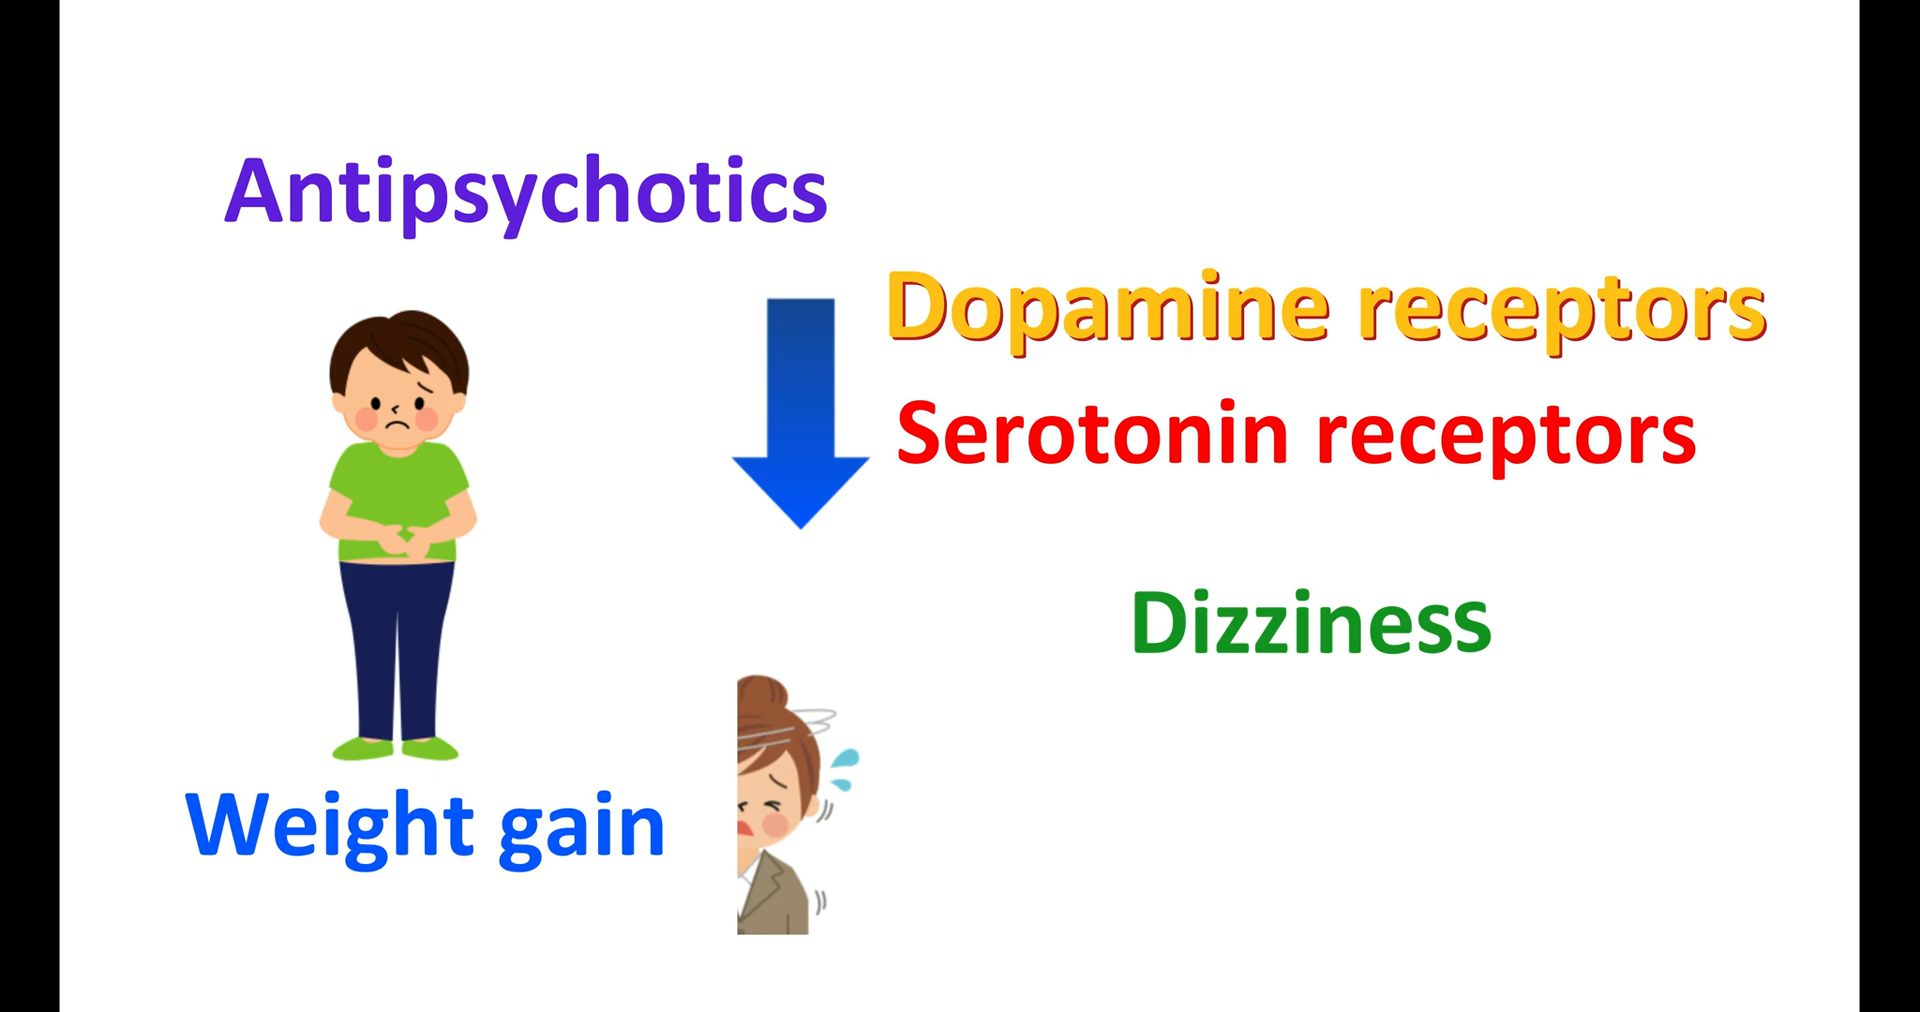 Antipsychotics
Dopamine receptors
Serotonin receptors
Dizziness
Weight gain